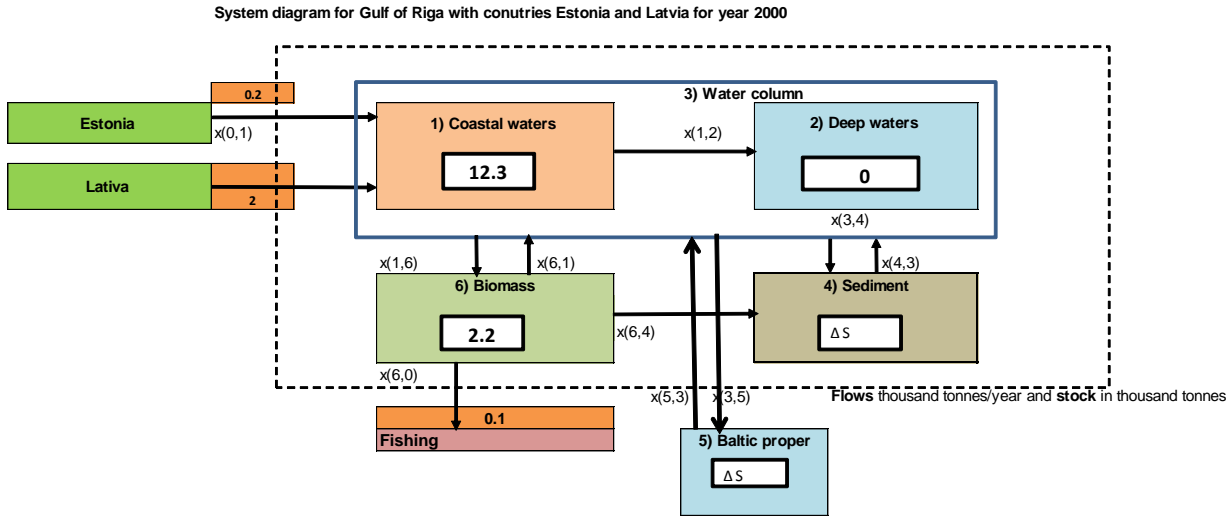 System diagram for Gulf of Riga with conutries Estonia and Latvia for year 2000
3) Water column
0.2
Estonia
x(0,1)
1) Coastal waters
12.3
x(1,2)
2) Deep waters
0
Lativa
2
x(3,4)
x(1,6)
x(6,1)
x(4,3)
6) Biomass
2.2
x(6,4)
4) Sediment
Δ S
x(6,0)
x(5,3)
x(3,5)
Flows thousand tonnes/year and stock in thousand tonnes
0.1
Fishing
5) Baltic proper
Δ S